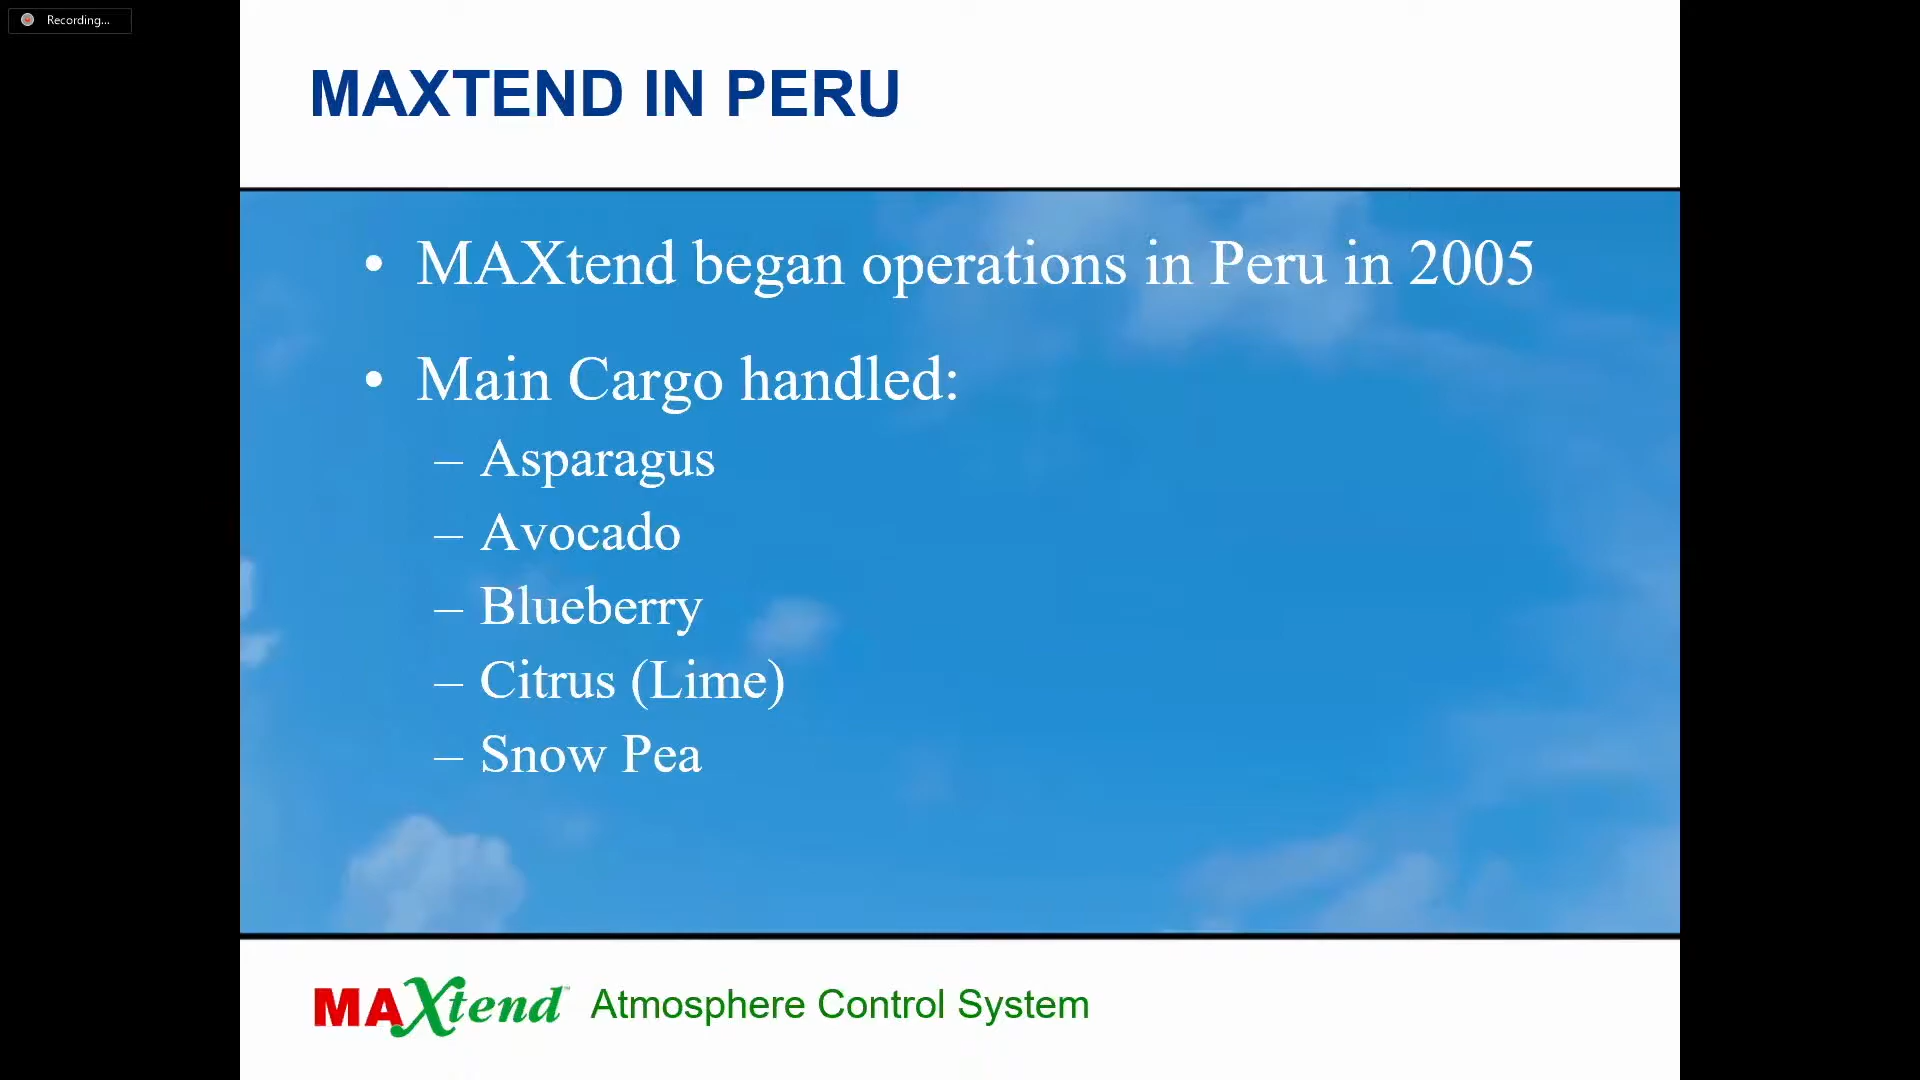 Recording...
MAXTEND IN PERU
• MAXtend began operations in Peru in 2005
• Main Cargo handled:
– Asparagus
– Avocado
– Blueberry
– Citrus (Lime)
– Snow Pea
MAXtend™ Atmosphere Control System